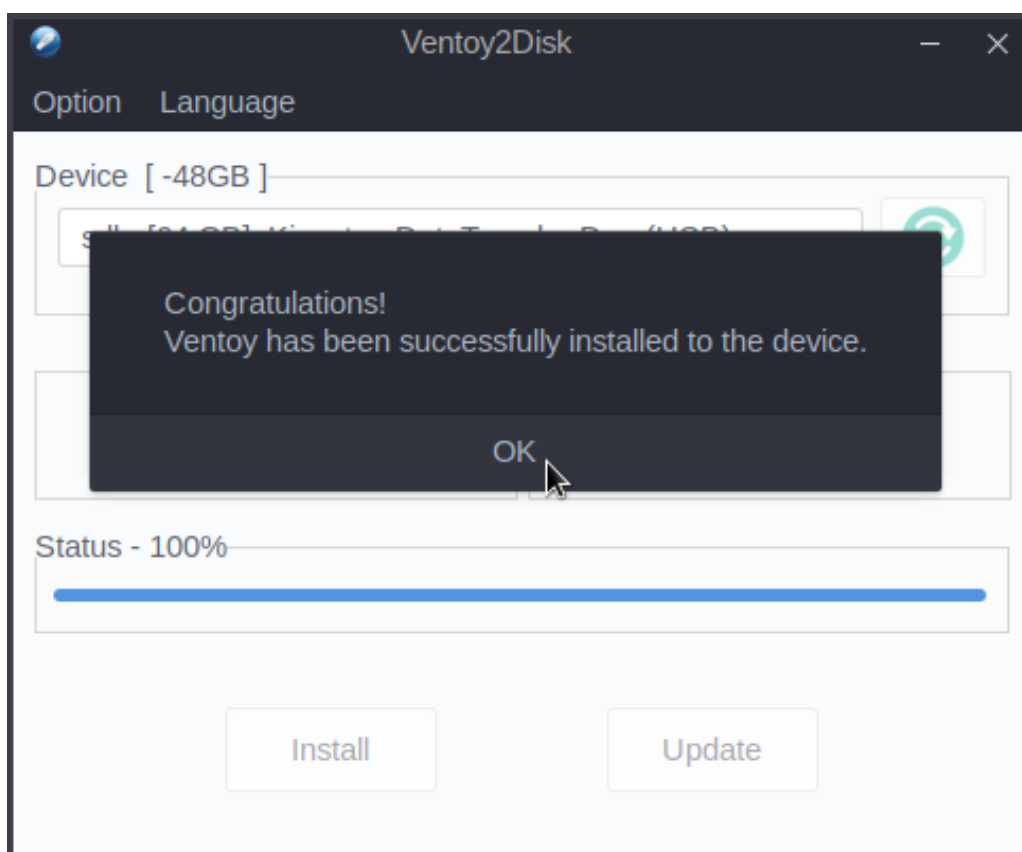 Ventoy2Disk
Option Language
Device [ -48GB ]
Congratulations!
Ventoy has been successfully installed to the device.
OK
Status - 100%
Install
Update